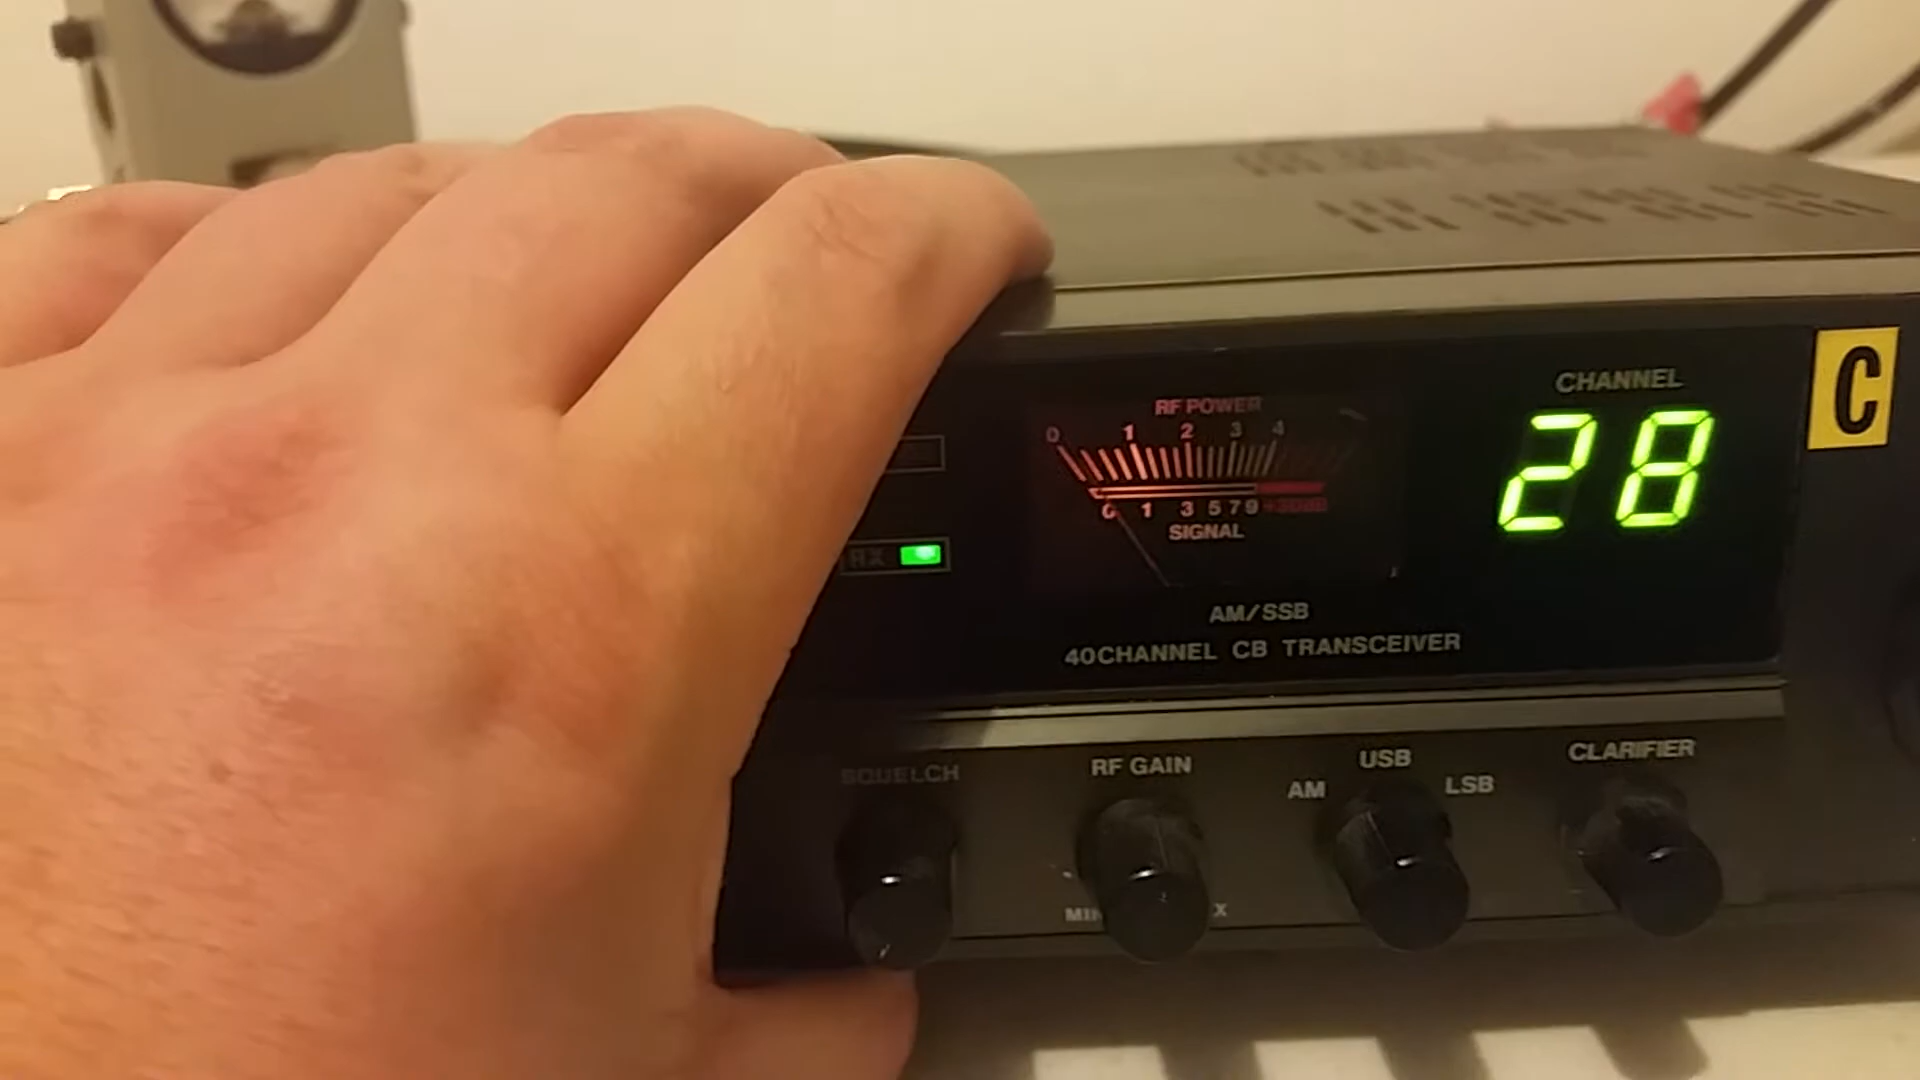 RF POWER
0 1 2 3 4
0 1 3 5 7 9 +30dB
SIGNAL
CHANNEL
28
C
RX
AM/SSB
40CHANNEL CB TRANSCEIVER
SQUELCH
RF GAIN
AM
USB
LSB
CLARIFIER